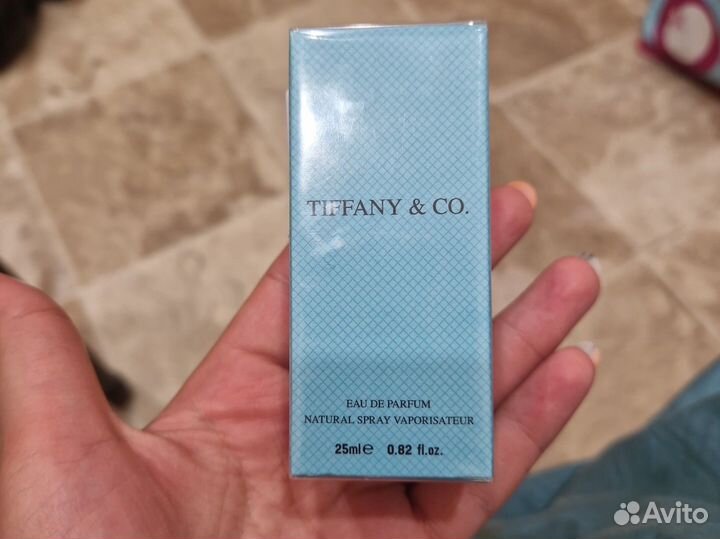 TIFFANY & CO.
EAU DE PARFUM
NATURAL SPRAY VAPORISATEUR
25ml℮ 0.82 fl.oz.
Avito